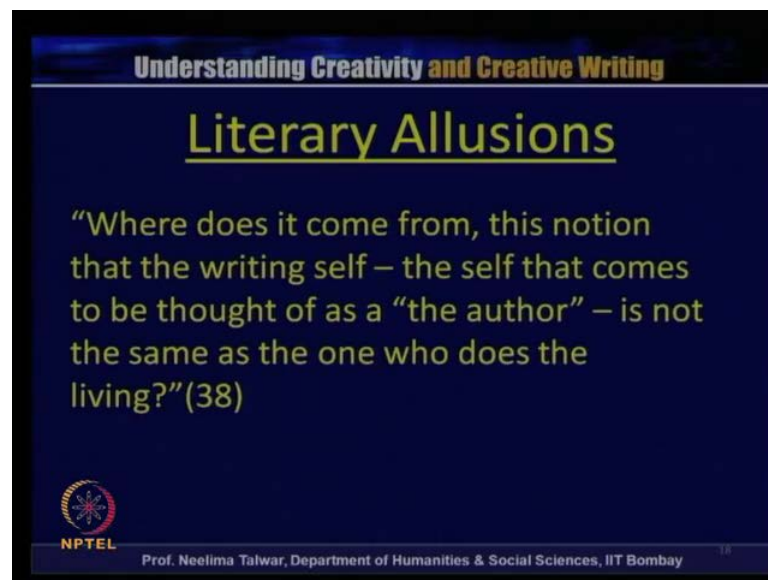 Understanding Creativity and Creative Writing
Literary Allusions
“Where does it come from, this notion
that the writing self – the self that comes
to be thought of as a “the author” – is not
the same as the one who does the
living?”(38)
NPTEL
Prof. Neelima Talwar, Department of Humanities & Social Sciences, IIT Bombay
18